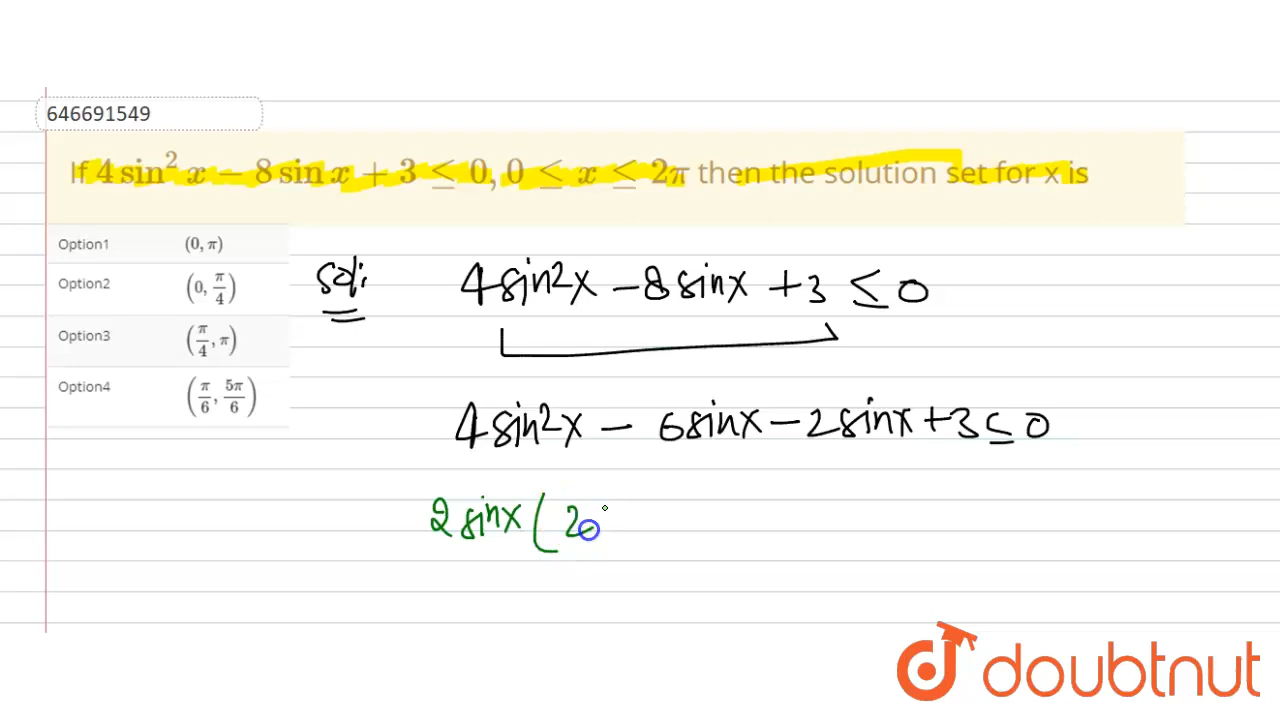 646691549
If 4 sin² x − 8 sin x + 3 ≤ 0, 0 ≤ x ≤ 2π then the solution set for x is
Option1 (0, π)
Option2 (0, π/4)
Option3 (π/4, π)
Option4 (π/6, 5π/6)
Sol: 4sin²x − 8sinx + 3 ≤ 0
4sin²x − 6sinx − 2sinx + 3 ≤ 0
2sinx ( 2
doubtnut